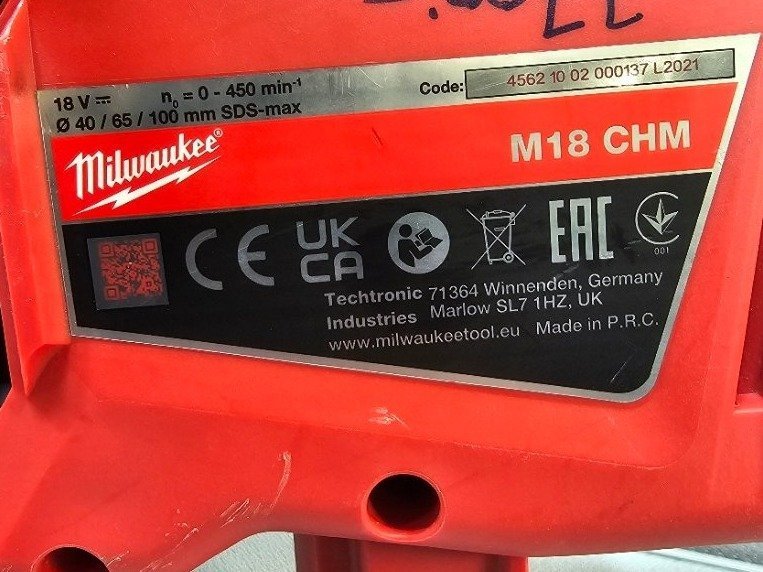 18 V ⎓ n₀ = 0 - 450 min⁻¹ Code: 4562 10 02 000137 L2021
Ø 40 / 65 / 100 mm SDS-max
Milwaukee®
M18 CHM
CE UK CA EAC
001
Techtronic Industries
71364 Winnenden, Germany
Marlow SL7 1HZ, UK
www.milwaukeetool.eu Made in P.R.C.